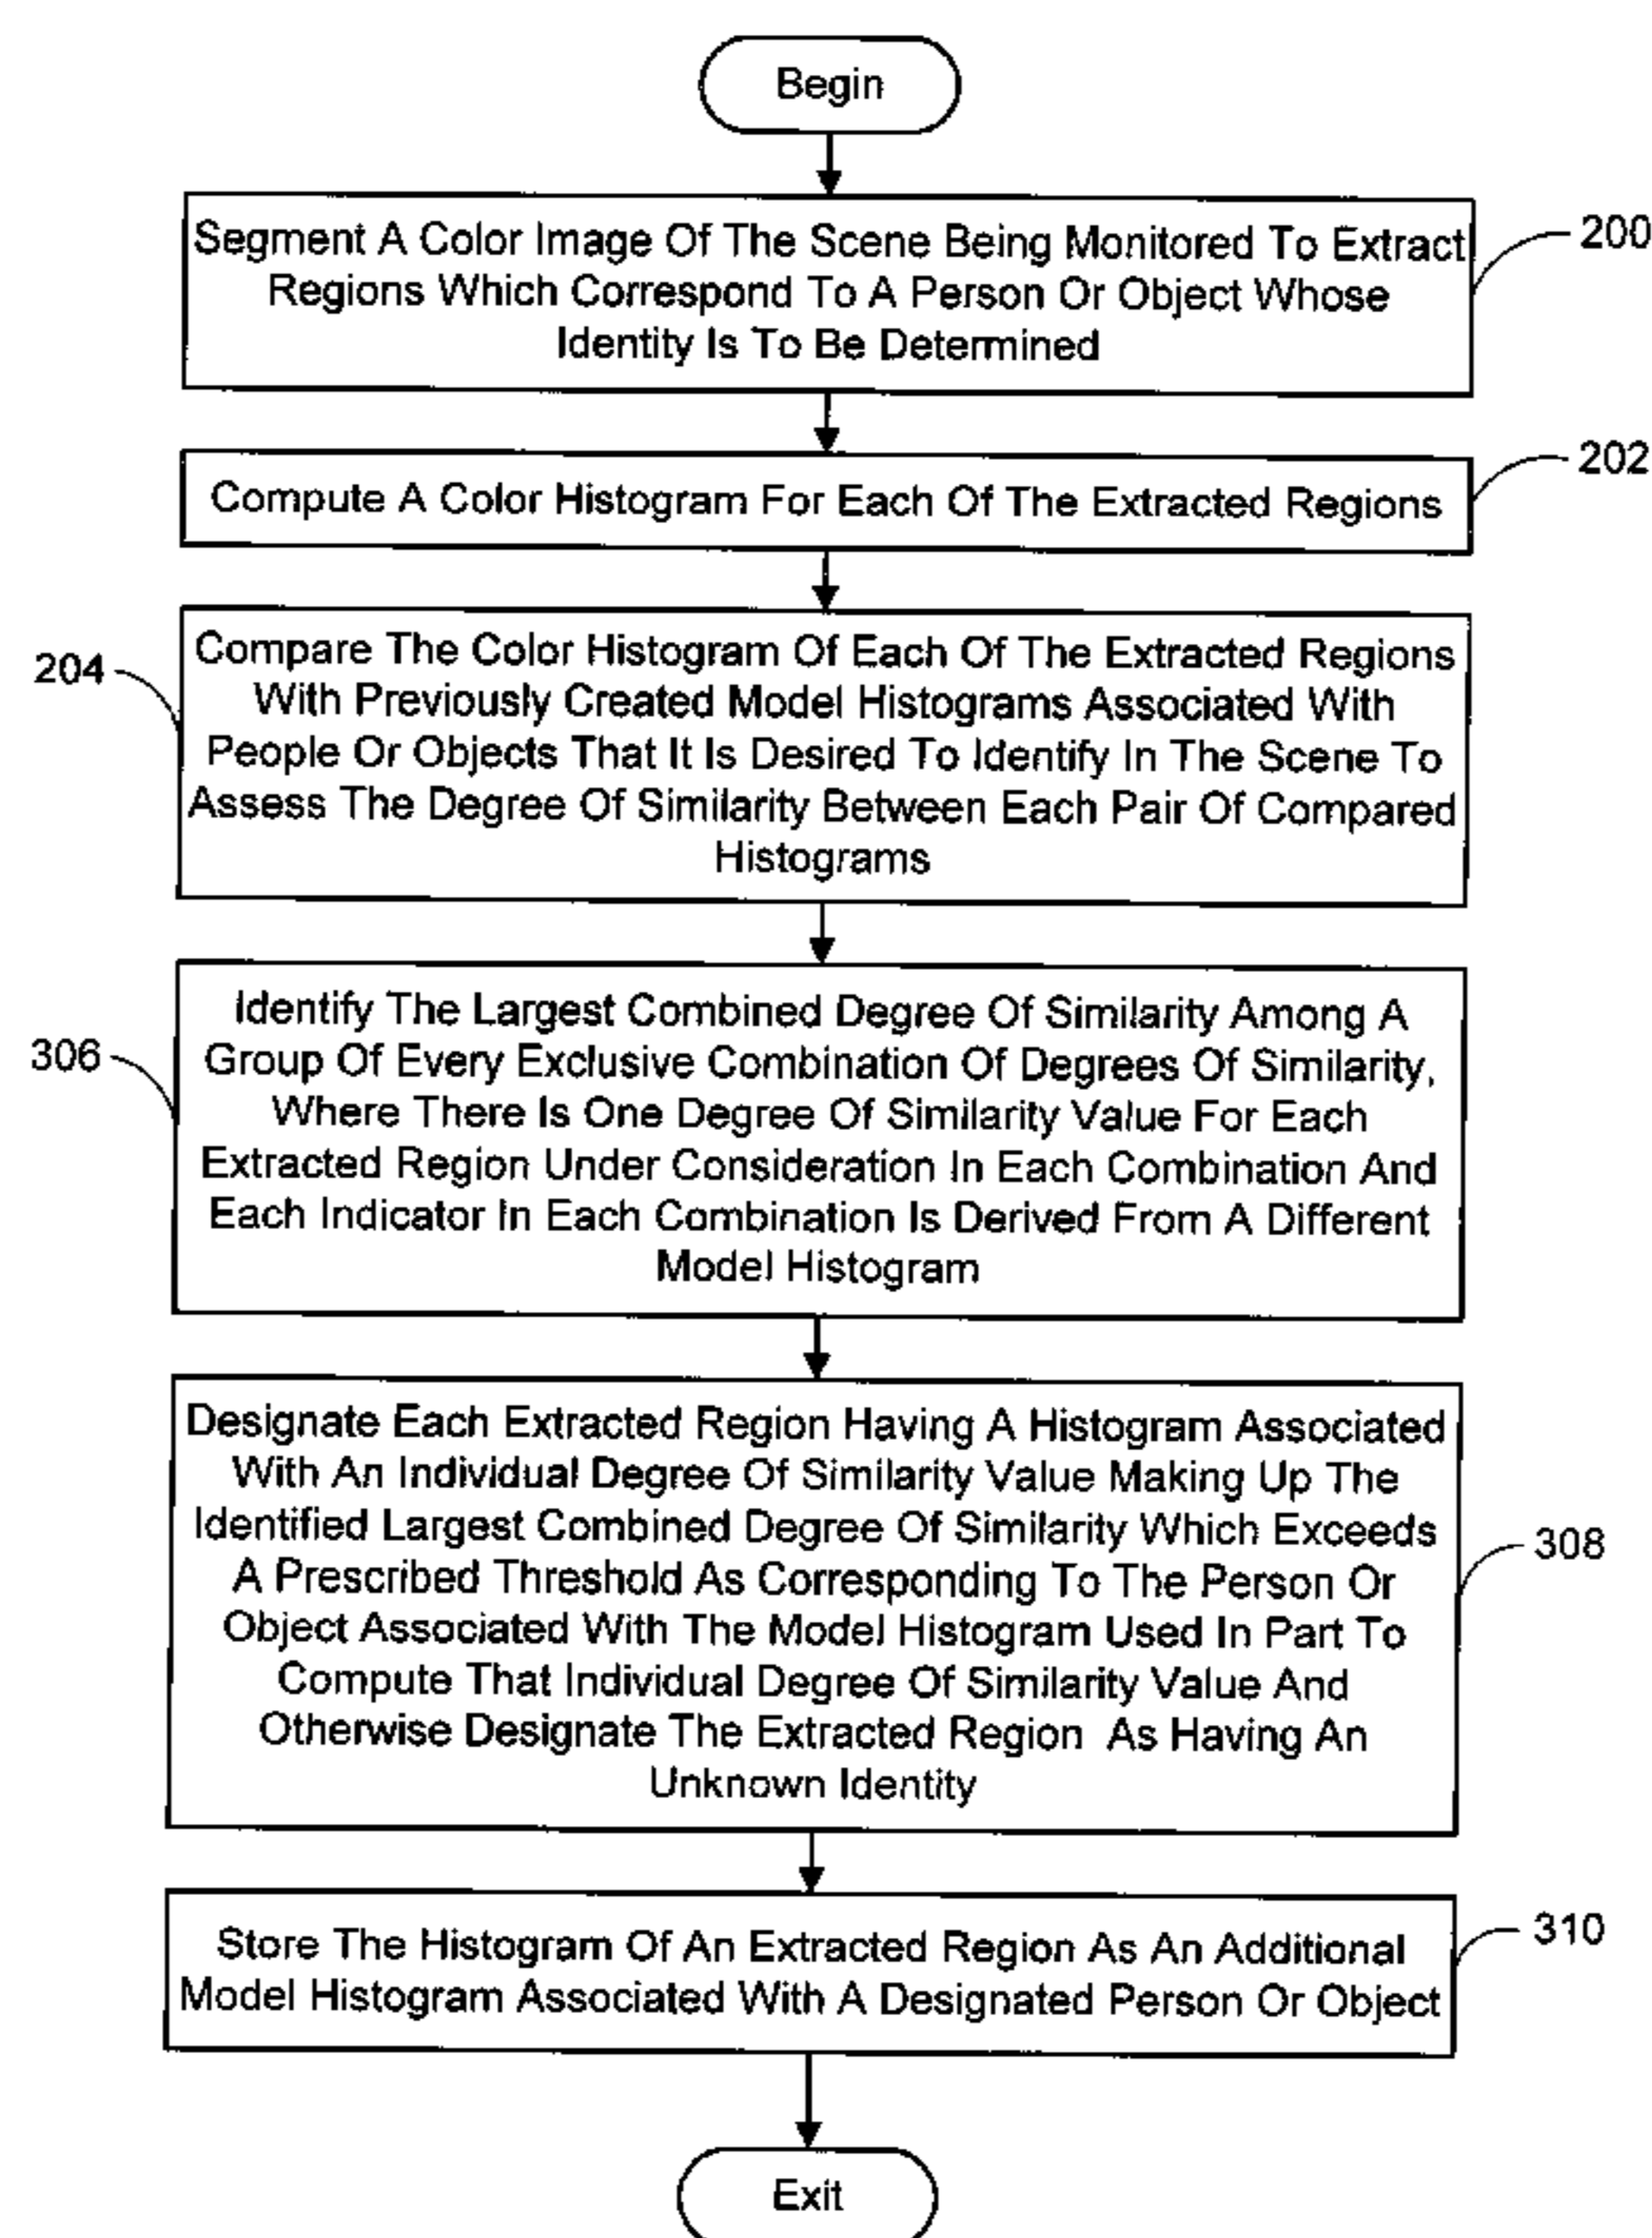 Begin
Segment A Color Image Of The Scene Being Monitored To Extract
Regions Which Correspond To A Person Or Object Whose
Identity Is To Be Determined
200
Compute A Color Histogram For Each Of The Extracted Regions
202
Compare The Color Histogram Of Each Of The Extracted Regions
With Previously Created Model Histograms Associated With
People Or Objects That It Is Desired To Identify In The Scene To
Assess The Degree Of Similarity Between Each Pair Of Compared
Histograms
204
Identify The Largest Combined Degree Of Similarity Among A
Group Of Every Exclusive Combination Of Degrees Of Similarity,
Where There Is One Degree Of Similarity Value For Each
Extracted Region Under Consideration In Each Combination And
Each Indicator In Each Combination Is Derived From A Different
Model Histogram
306
Designate Each Extracted Region Having A Histogram Associated
With An Individual Degree Of Similarity Value Making Up The
Identified Largest Combined Degree Of Similarity Which Exceeds
A Prescribed Threshold As Corresponding To The Person Or
Object Associated With The Model Histogram Used In Part To
Compute That Individual Degree Of Similarity Value And
Otherwise Designate The Extracted Region As Having An
Unknown Identity
308
Store The Histogram Of An Extracted Region As An Additional
Model Histogram Associated With A Designated Person Or Object
310
Exit